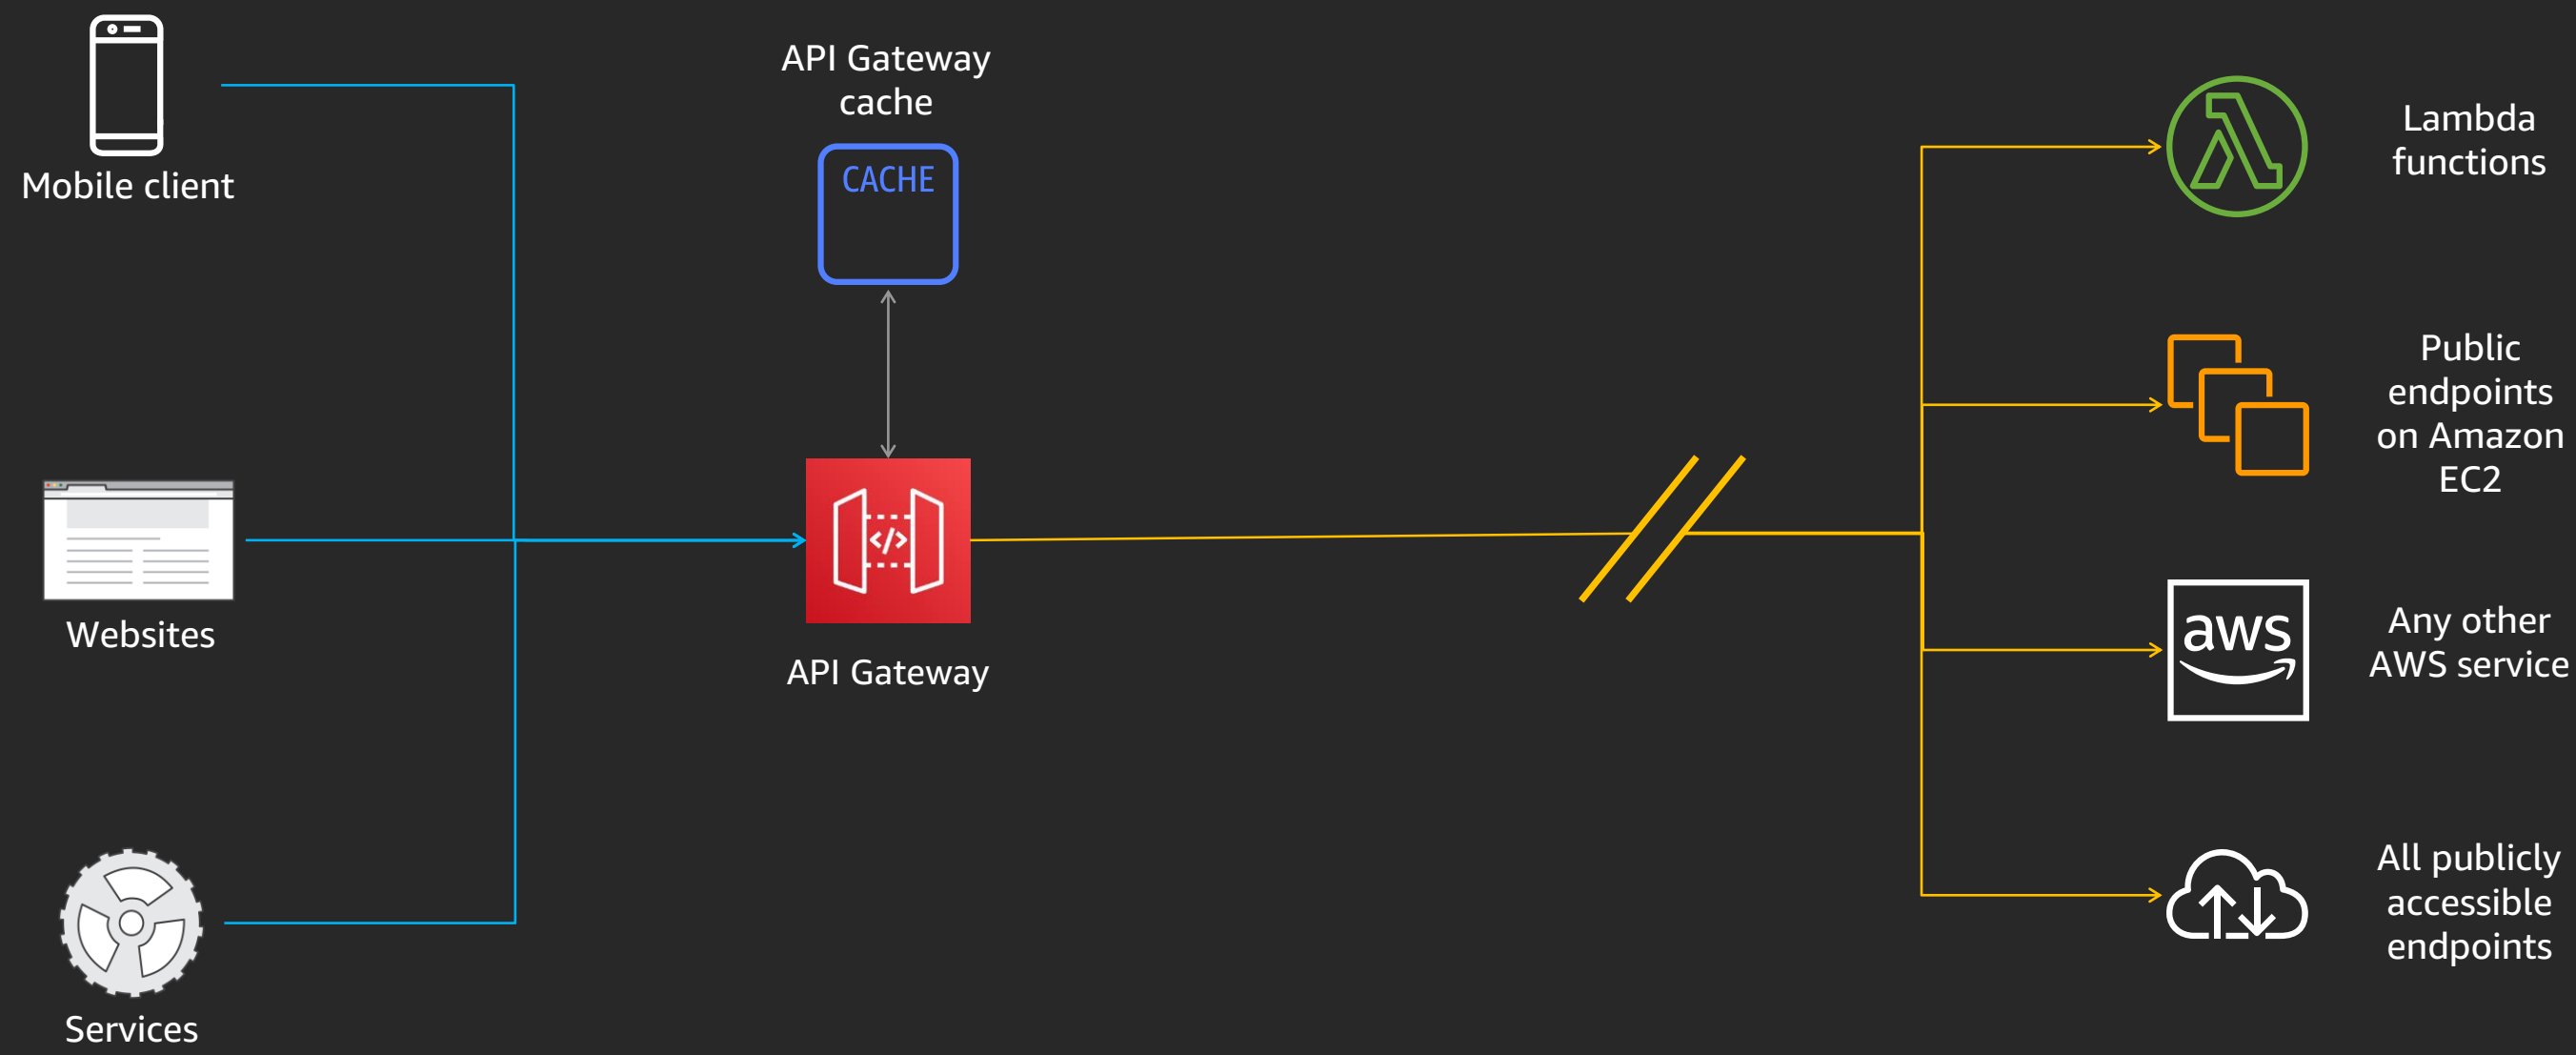 Mobile client
Websites
Services
API Gateway
cache
CACHE
</>
API Gateway
Lambda
functions
Public
endpoints
on Amazon
EC2
aws
Any other
AWS service
All publicly
accessible
endpoints